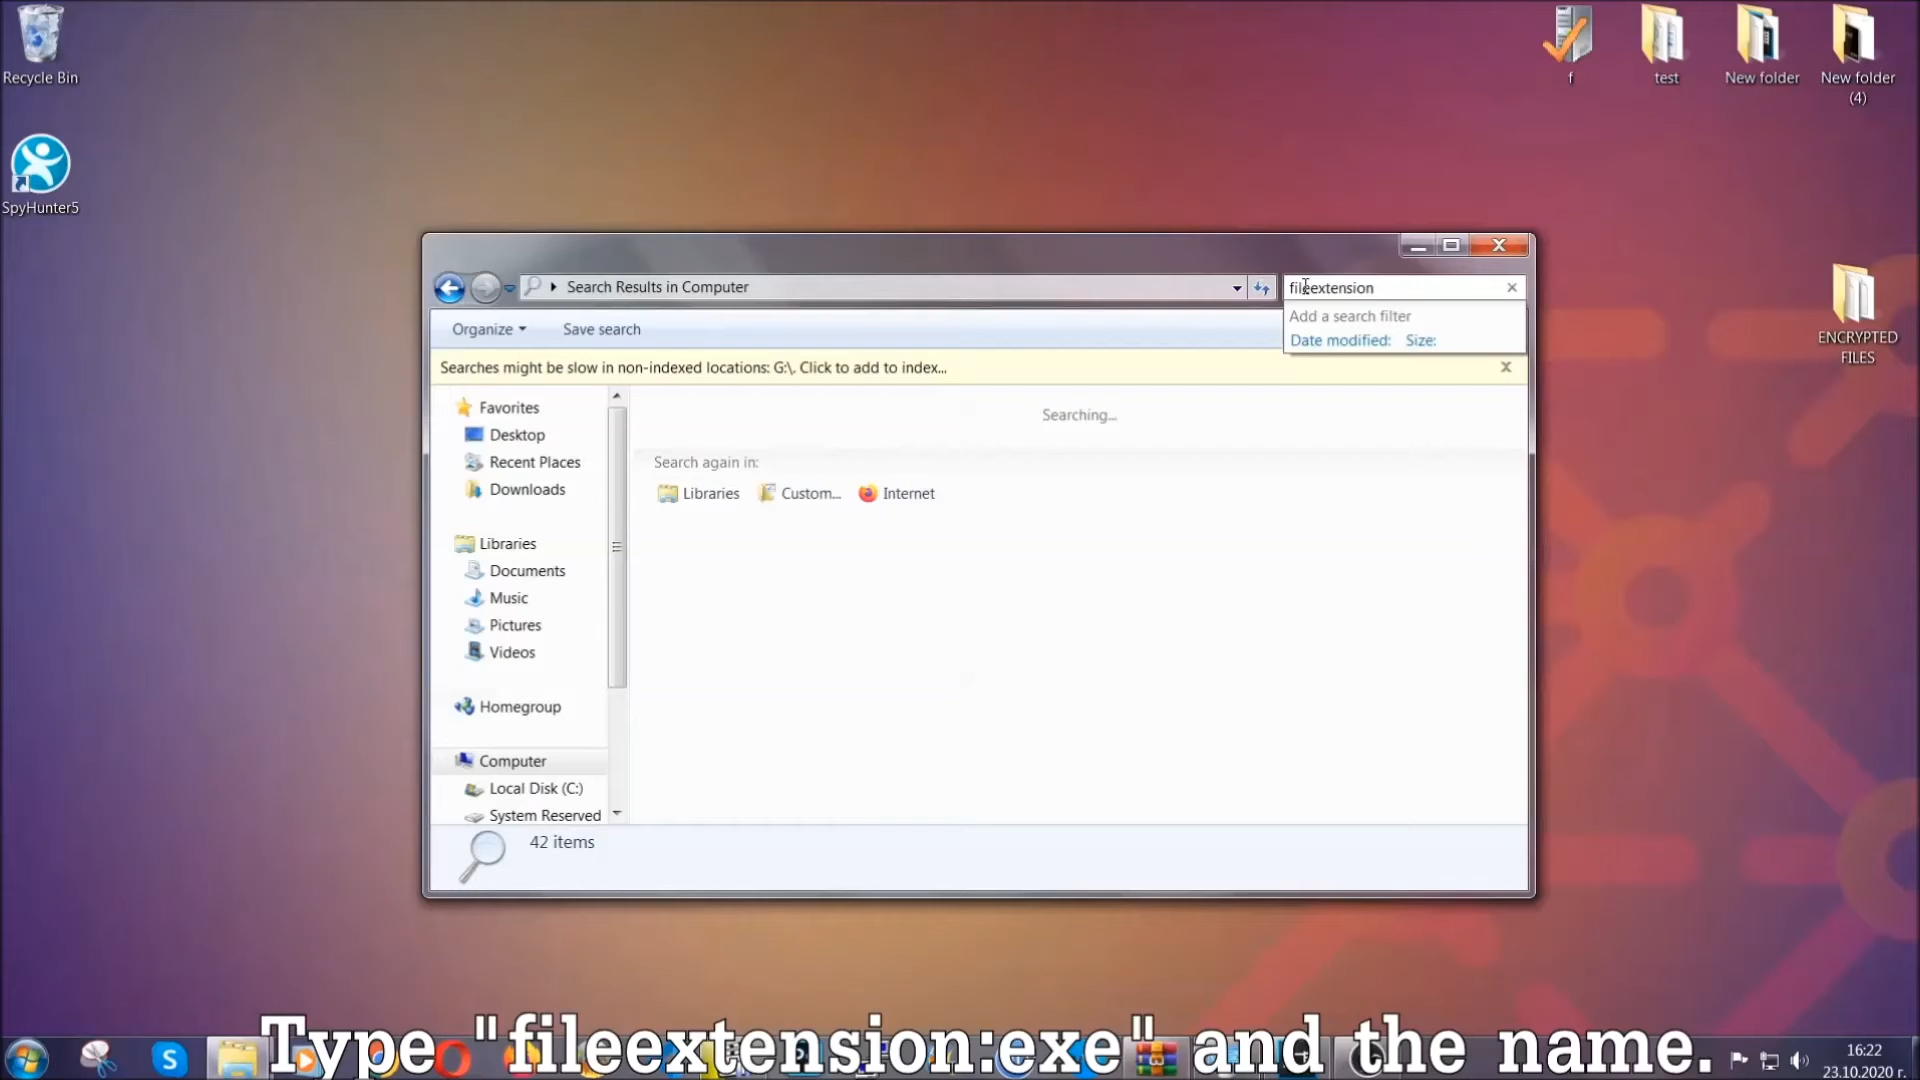 Recycle Bin
SpyHunter5
f
test
New folder
New folder
(4)
ENCRYPTED
FILES
Search Results in Computer
fileextension
Add a search filter
Date modified: Size:
Organize
Save search
Searches might be slow in non-indexed locations: G:\. Click to add to index...
Favorites
Desktop
Recent Places
Downloads
Libraries
Documents
Music
Pictures
Videos
Homegroup
Computer
Local Disk (C:)
System Reserved
Searching...
Search again in:
Libraries
Custom...
Internet
42 items
Type "fileextension:exe" and the name.
16:22
23.10.2020 г.